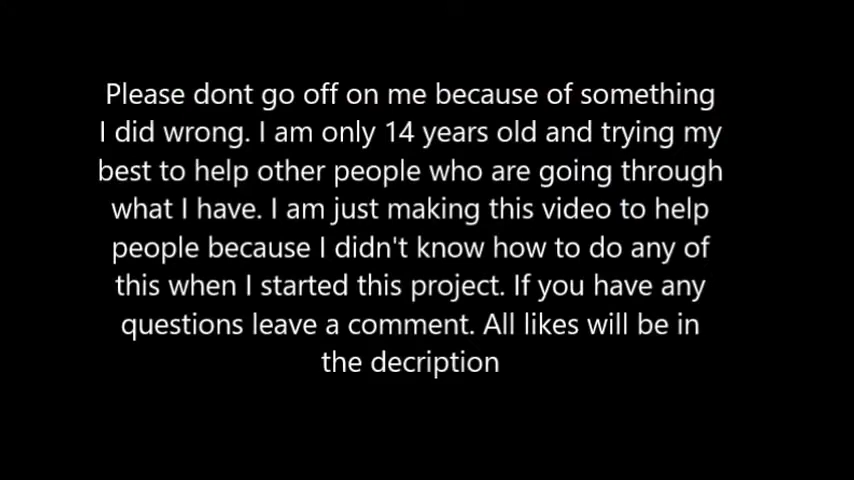 Please dont go off on me because of something
I did wrong. I am only 14 years old and trying my
best to help other people who are going through
what I have. I am just making this video to help
people because I didn't know how to do any of
this when I started this project. If you have any
questions leave a comment. All likes will be in
the decription